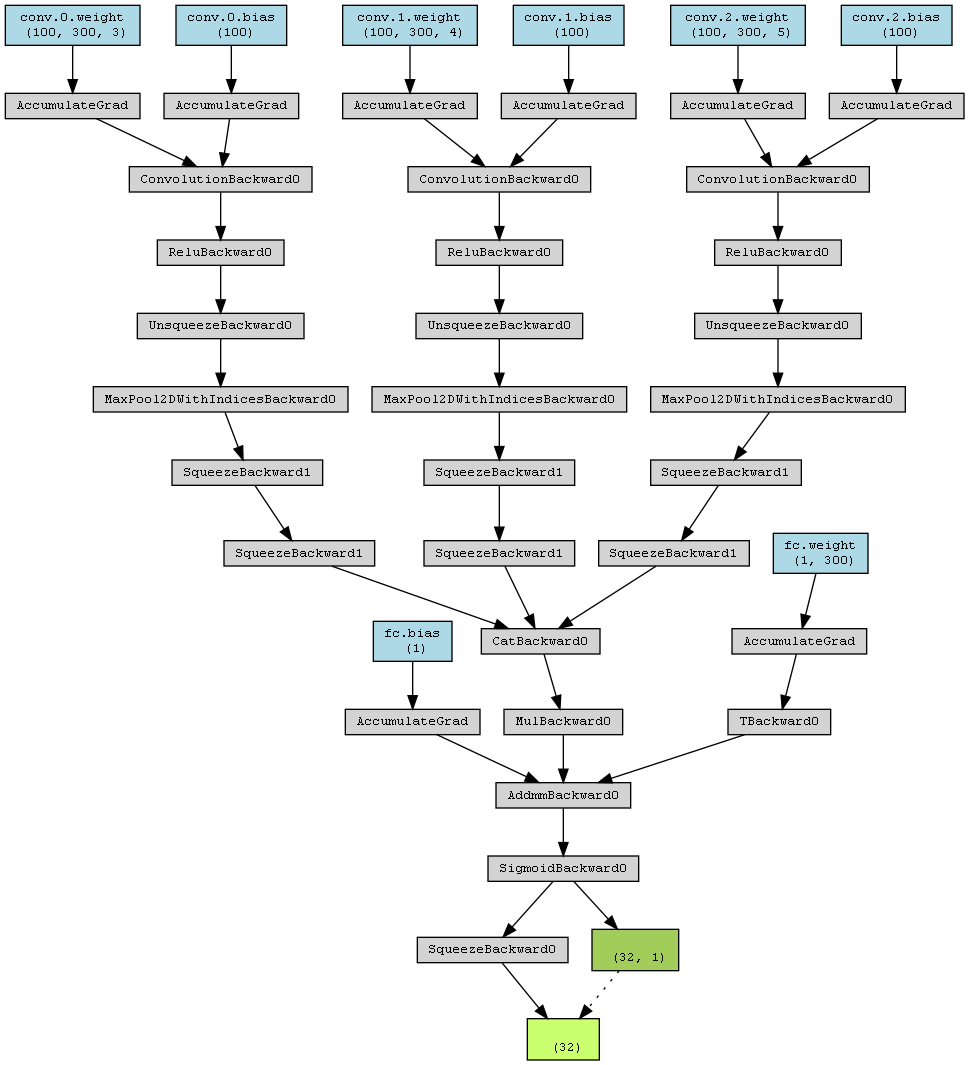 conv.0.weight
(100, 300, 3)
conv.0.bias
(100)
conv.1.weight
(100, 300, 4)
conv.1.bias
(100)
conv.2.weight
(100, 300, 5)
conv.2.bias
(100)
AccumulateGrad
AccumulateGrad
AccumulateGrad
AccumulateGrad
AccumulateGrad
AccumulateGrad
ConvolutionBackward0
ConvolutionBackward0
ConvolutionBackward0
ReluBackward0
ReluBackward0
ReluBackward0
UnsqueezeBackward0
UnsqueezeBackward0
UnsqueezeBackward0
MaxPool2DWithIndicesBackward0
MaxPool2DWithIndicesBackward0
MaxPool2DWithIndicesBackward0
SqueezeBackward1
SqueezeBackward1
SqueezeBackward1
SqueezeBackward1
SqueezeBackward1
SqueezeBackward1
fc.weight
(1, 300)
fc.bias
(1)
CatBackward0
AccumulateGrad
AccumulateGrad
MulBackward0
TBackward0
AddmmBackward0
SigmoidBackward0
SqueezeBackward0
(32, 1)
(32)